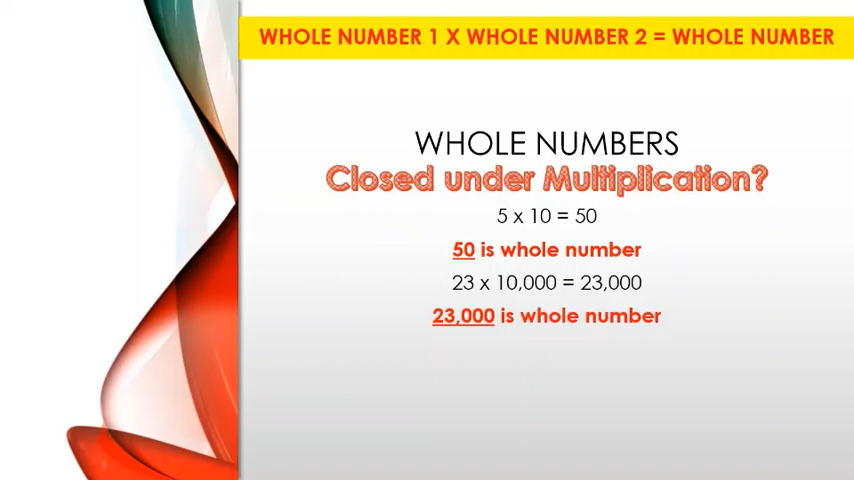 WHOLE NUMBER 1 X WHOLE NUMBER 2 = WHOLE NUMBER
WHOLE NUMBERS
Closed under Multiplication?
5 x 10 = 50
50 is whole number
23 x 10,000 = 23,000
23,000 is whole number